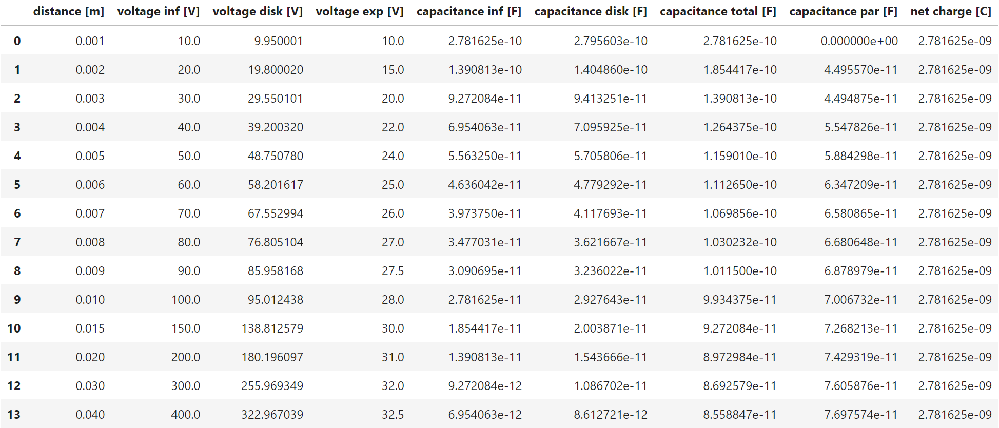 distance [m] voltage inf [V] voltage disk [V] voltage exp [V] capacitance inf [F] capacitance disk [F] capacitance total [F] capacitance par [F] net charge [C]
0 0.001 10.0 9.950001 10.0 2.781625e-10 2.795603e-10 2.781625e-10 0.000000e+00 2.781625e-09
1 0.002 20.0 19.800020 15.0 1.390813e-10 1.404860e-10 1.854417e-10 4.495570e-11 2.781625e-09
2 0.003 30.0 29.550101 20.0 9.272084e-11 9.413251e-11 1.390813e-10 4.494875e-11 2.781625e-09
3 0.004 40.0 39.200320 22.0 6.954063e-11 7.095925e-11 1.264375e-10 5.547826e-11 2.781625e-09
4 0.005 50.0 48.750780 24.0 5.563250e-11 5.705806e-11 1.159010e-10 5.884298e-11 2.781625e-09
5 0.006 60.0 58.201617 25.0 4.636042e-11 4.779292e-11 1.112650e-10 6.347209e-11 2.781625e-09
6 0.007 70.0 67.552994 26.0 3.973750e-11 4.117693e-11 1.069856e-10 6.580865e-11 2.781625e-09
7 0.008 80.0 76.805104 27.0 3.477031e-11 3.621667e-11 1.030232e-10 6.680648e-11 2.781625e-09
8 0.009 90.0 85.958168 27.5 3.090695e-11 3.236022e-11 1.011500e-10 6.878979e-11 2.781625e-09
9 0.010 100.0 95.012438 28.0 2.781625e-11 2.927643e-11 9.934375e-11 7.006732e-11 2.781625e-09
10 0.015 150.0 138.812579 30.0 1.854417e-11 2.003871e-11 9.272084e-11 7.268213e-11 2.781625e-09
11 0.020 200.0 180.196097 31.0 1.390813e-11 1.543666e-11 8.972984e-11 7.429319e-11 2.781625e-09
12 0.030 300.0 255.969349 32.0 9.272084e-12 1.086702e-11 8.692579e-11 7.605876e-11 2.781625e-09
13 0.040 400.0 322.967039 32.5 6.954063e-12 8.612721e-12 8.558847e-11 7.697574e-11 2.781625e-09